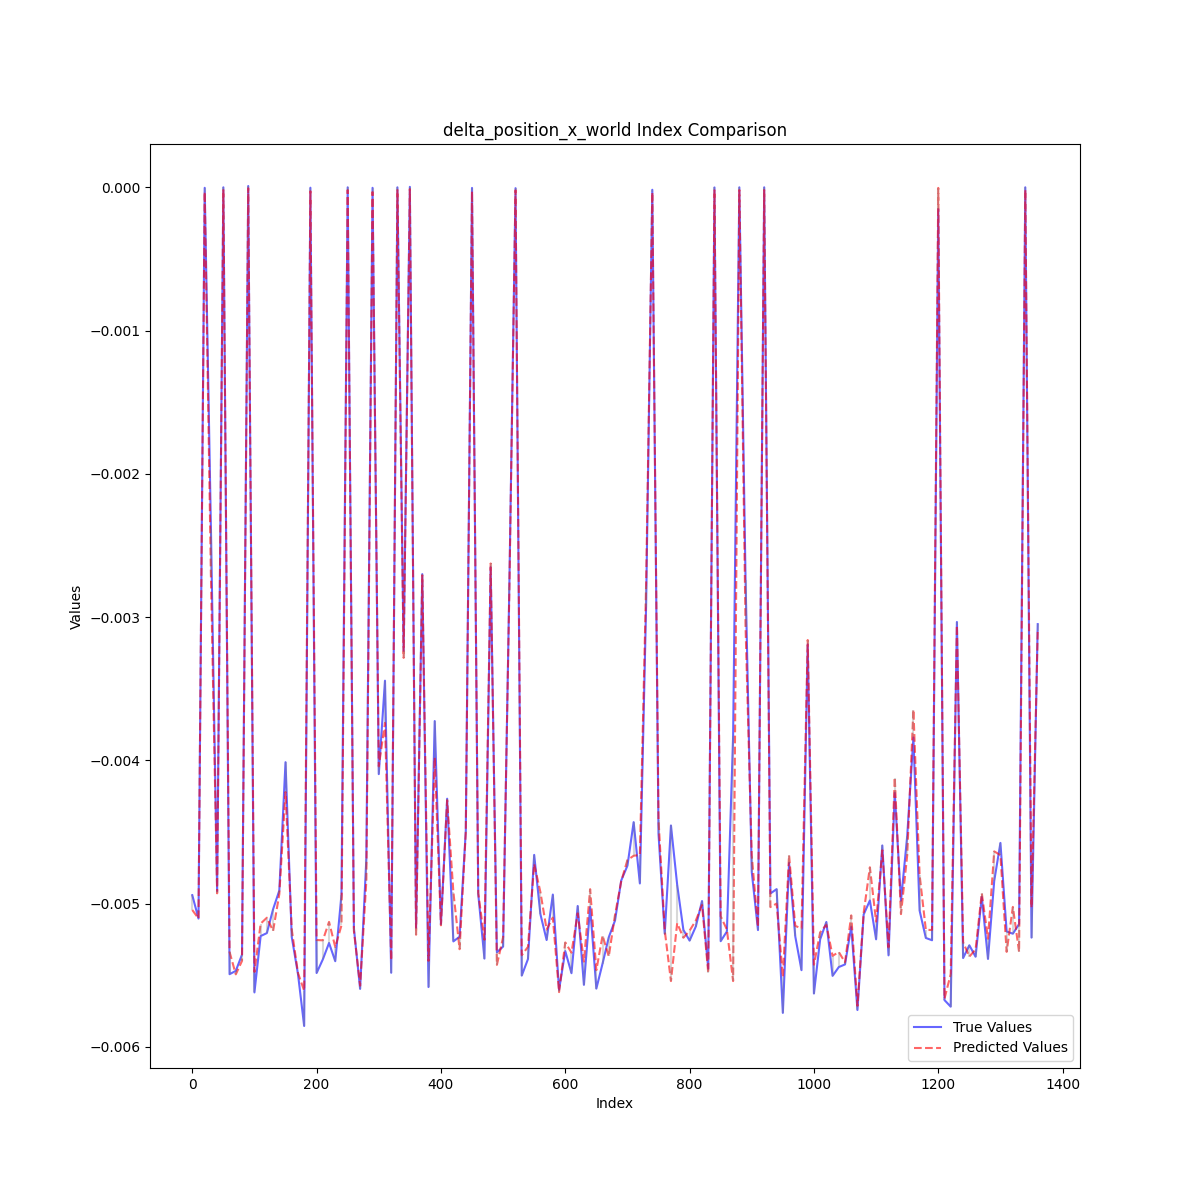 delta_position_x_world Index Comparison
0.000
−0.001
−0.002
−0.003
−0.004
−0.005
−0.006
Values
0 200 400 600 800 1000 1200 1400
Index
True Values
Predicted Values